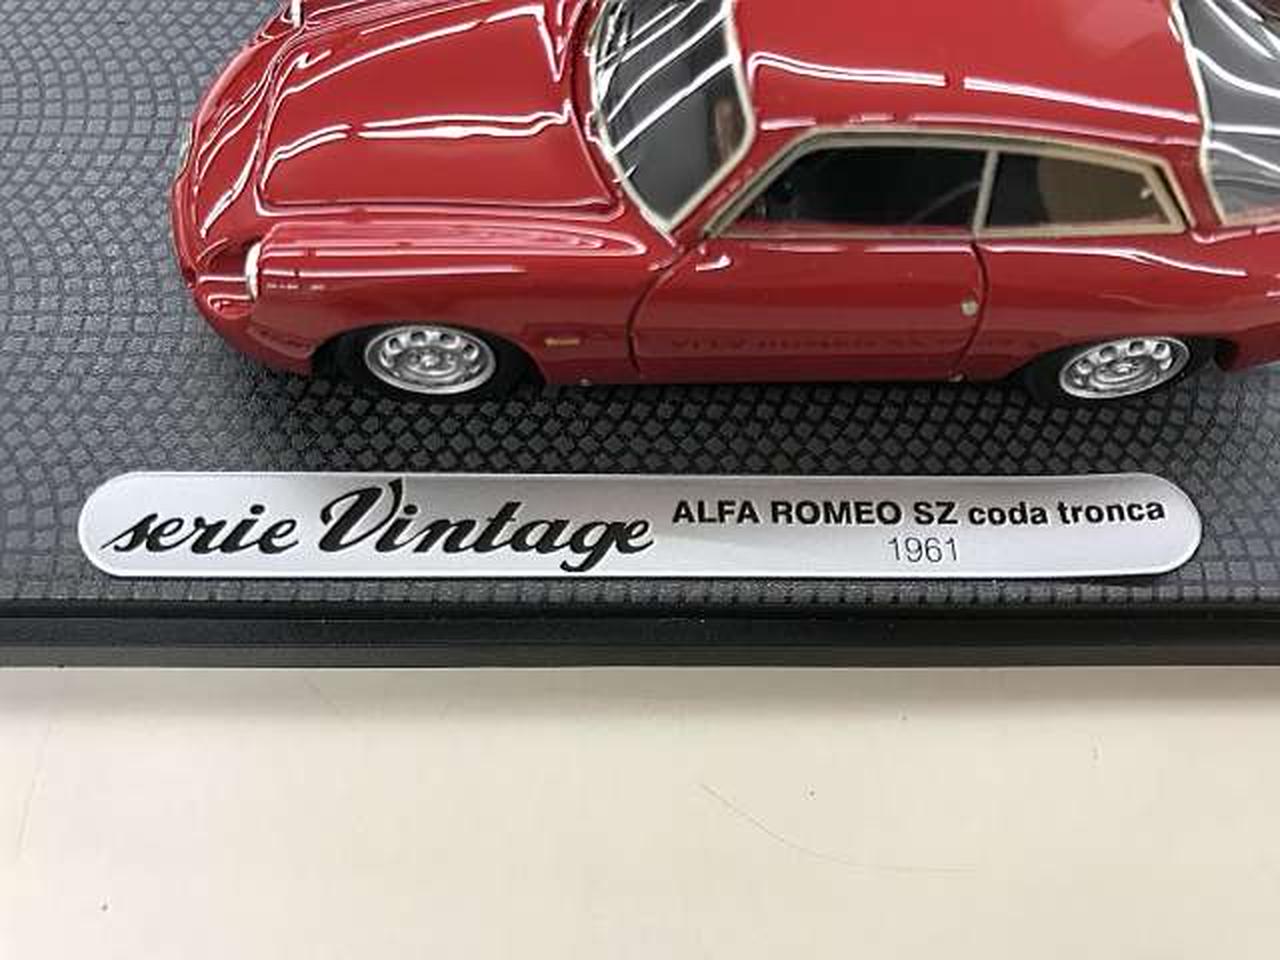 serie Vintage
ALFA ROMEO SZ coda tronca
1961